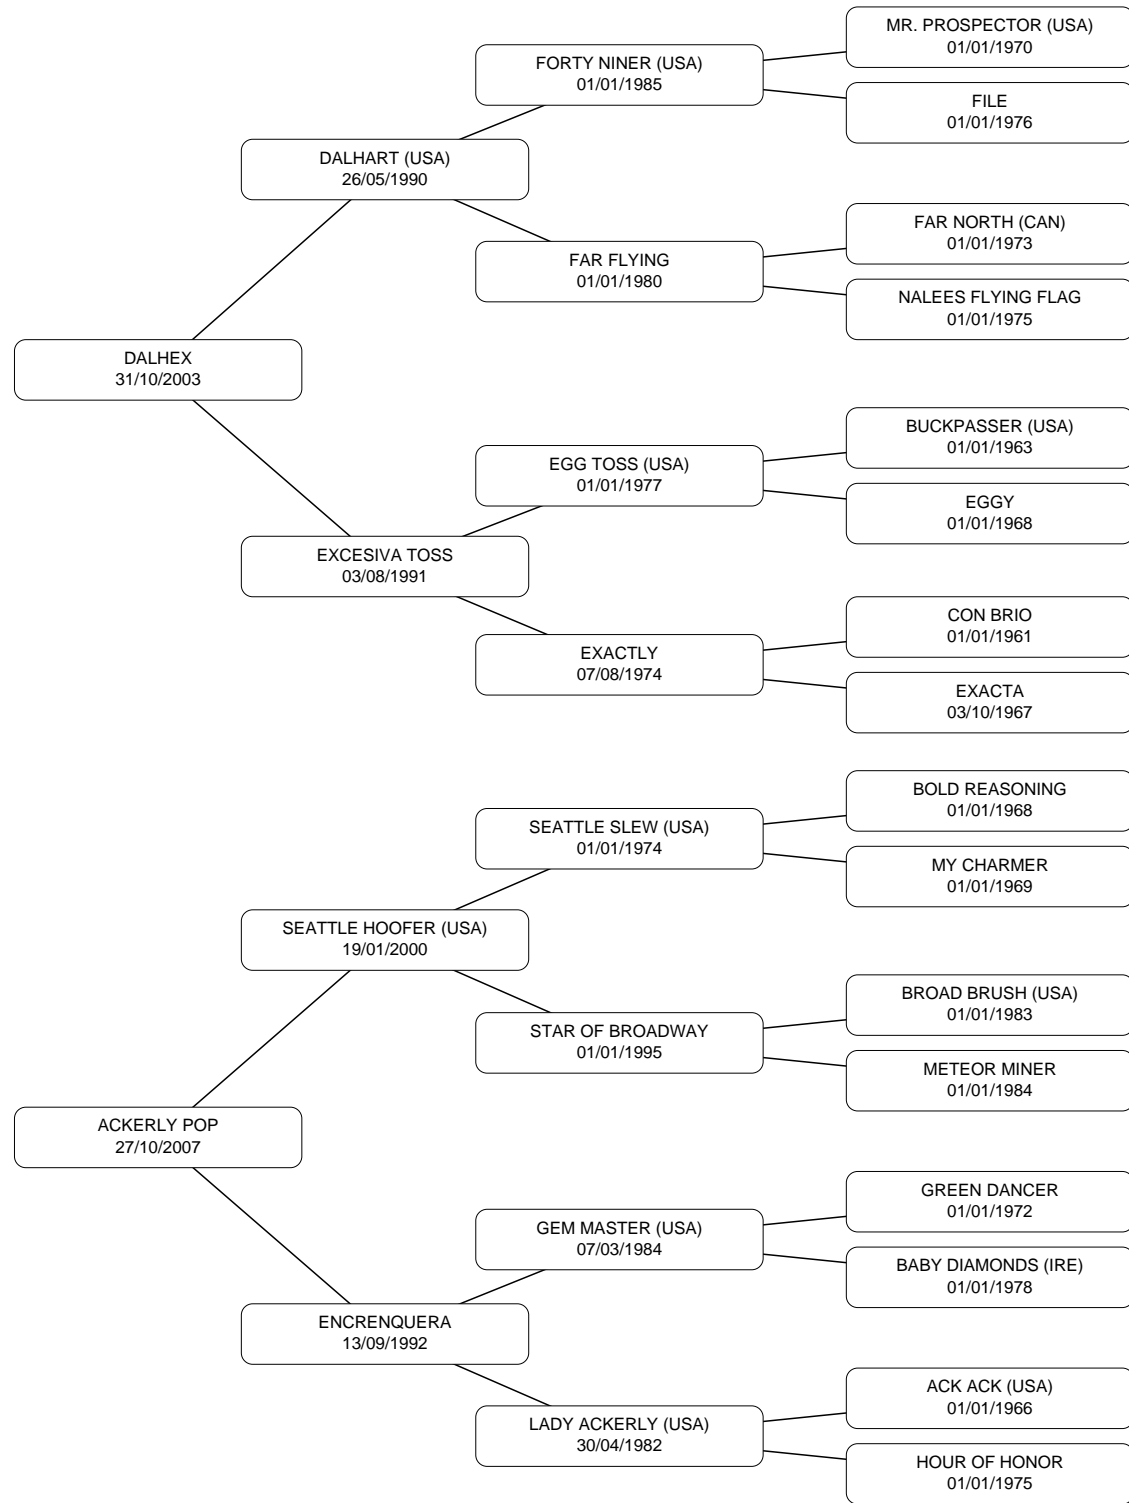 MR. PROSPECTOR (USA)
01/01/1970
FORTY NINER (USA)
01/01/1985
FILE
01/01/1976
DALHART (USA)
26/05/1990
FAR NORTH (CAN)
01/01/1973
FAR FLYING
01/01/1980
NALEES FLYING FLAG
01/01/1975
DALHEX
31/10/2003
BUCKPASSER (USA)
01/01/1963
EGG TOSS (USA)
01/01/1977
EGGY
01/01/1968
EXCESIVA TOSS
03/08/1991
CON BRIO
01/01/1961
EXACTLY
07/08/1974
EXACTA
03/10/1967
BOLD REASONING
01/01/1968
SEATTLE SLEW (USA)
01/01/1974
MY CHARMER
01/01/1969
SEATTLE HOOFER (USA)
19/01/2000
BROAD BRUSH (USA)
01/01/1983
STAR OF BROADWAY
01/01/1995
METEOR MINER
01/01/1984
ACKERLY POP
27/10/2007
GREEN DANCER
01/01/1972
GEM MASTER (USA)
07/03/1984
BABY DIAMONDS (IRE)
01/01/1978
ENCRENQUERA
13/09/1992
ACK ACK (USA)
01/01/1966
LADY ACKERLY (USA)
30/04/1982
HOUR OF HONOR
01/01/1975